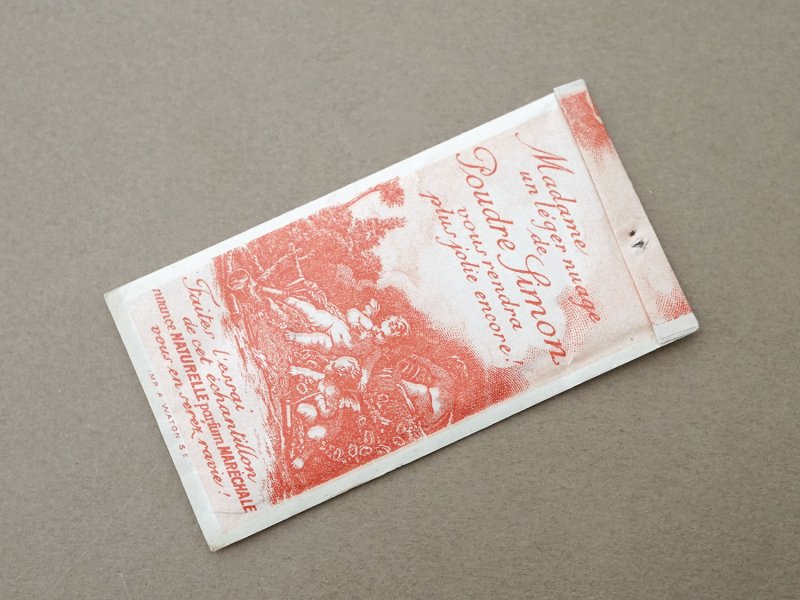 Madame
un léger nuage
de
Poudre Simon
vous rendra
plus jolie encore!
Faites l'essai
de cet échantillon
nuance NATURELLE parfum MARÉCHALE
vous en serez ravie!
IMP. A. WATON S-E